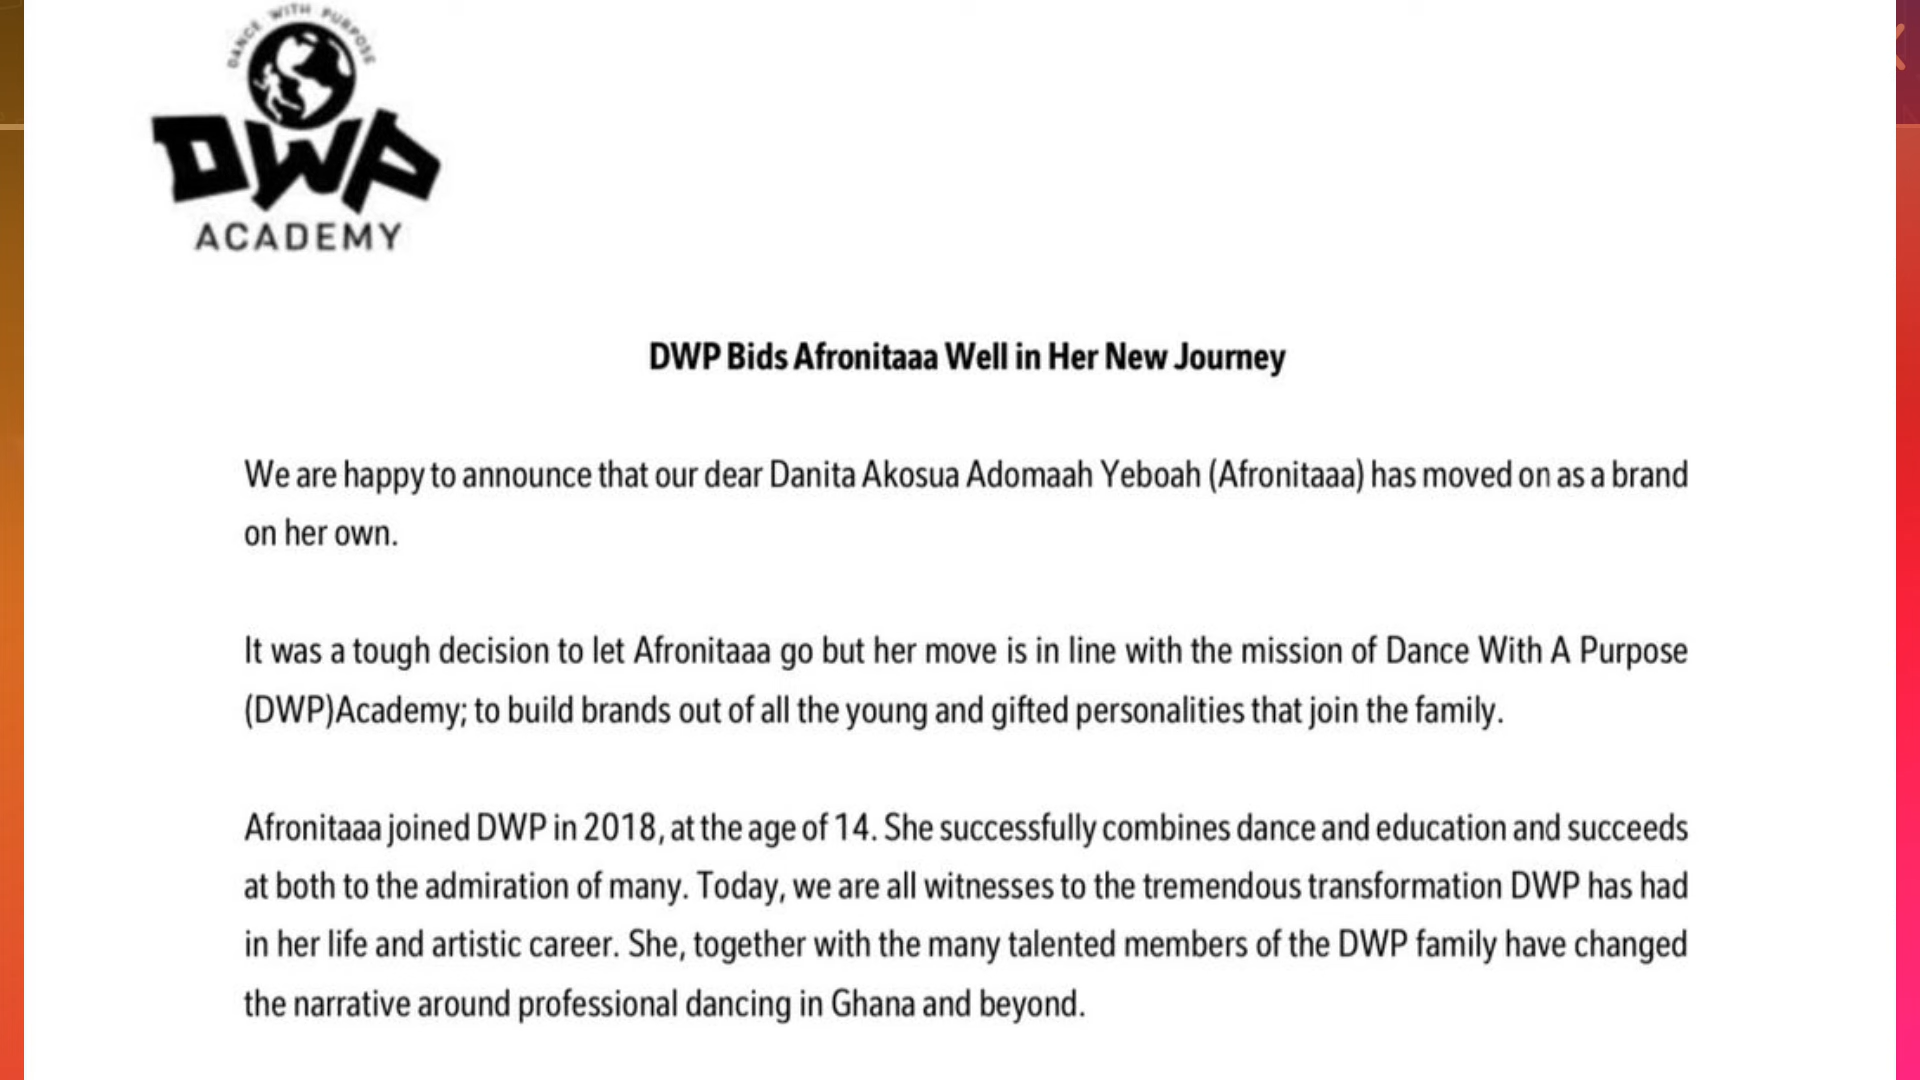 DANCE WITH PURPOSE
DWP
ACADEMY
DWP Bids Afronitaaa Well in Her New Journey
We are happy to announce that our dear Danita Akosua Adomaah Yeboah (Afronitaaa) has moved on as a brand
on her own.
It was a tough decision to let Afronitaaa go but her move is in line with the mission of Dance With A Purpose
(DWP)Academy; to build brands out of all the young and gifted personalities that join the family.
Afronitaaa joined DWP in 2018, at the age of 14. She successfully combines dance and education and succeeds
at both to the admiration of many. Today, we are all witnesses to the tremendous transformation DWP has had
in her life and artistic career. She, together with the many talented members of the DWP family have changed
the narrative around professional dancing in Ghana and beyond.